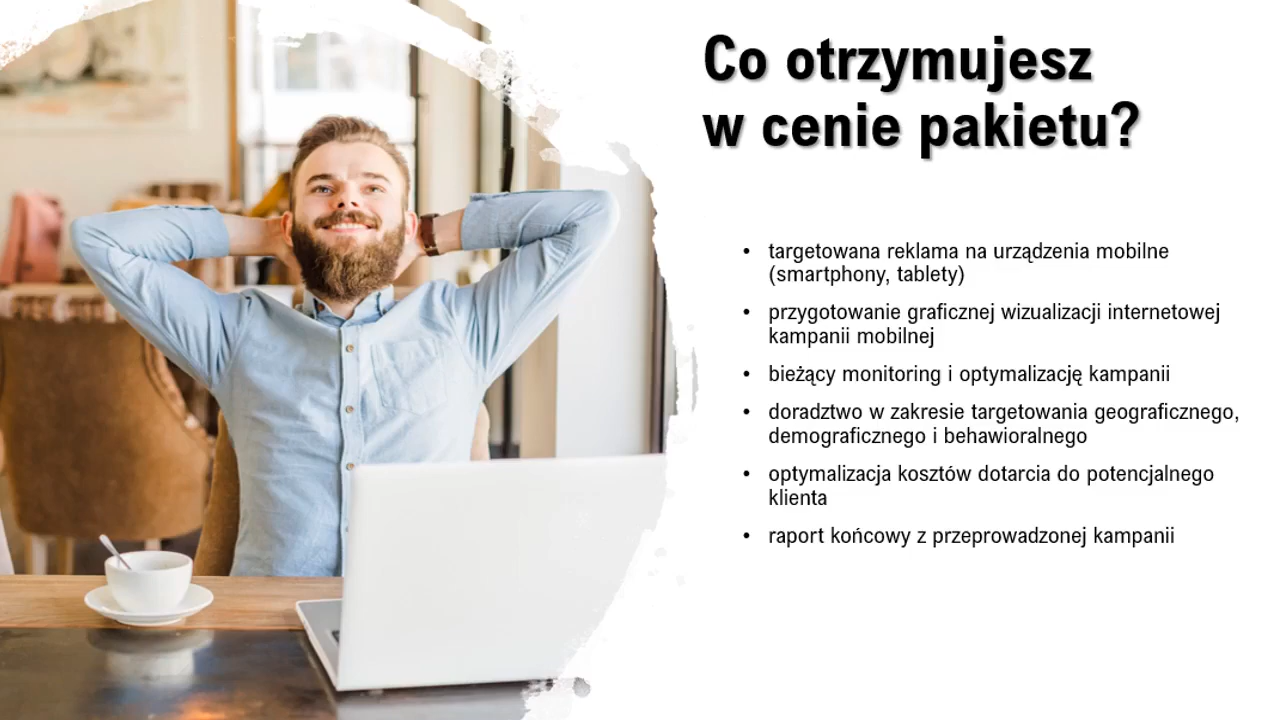 Co otrzymujesz
w cenie pakietu?
• targetowana reklama na urządzenia mobilne
(smartphony, tablety)
• przygotowanie graficznej wizualizacji internetowej
kampanii mobilnej
• bieżący monitoring i optymalizację kampanii
• doradztwo w zakresie targetowania geograficznego,
demograficznego i behawioralnego
• optymalizacja kosztów dotarcia do potencjalnego
klienta
• raport końcowy z przeprowadzonej kampanii